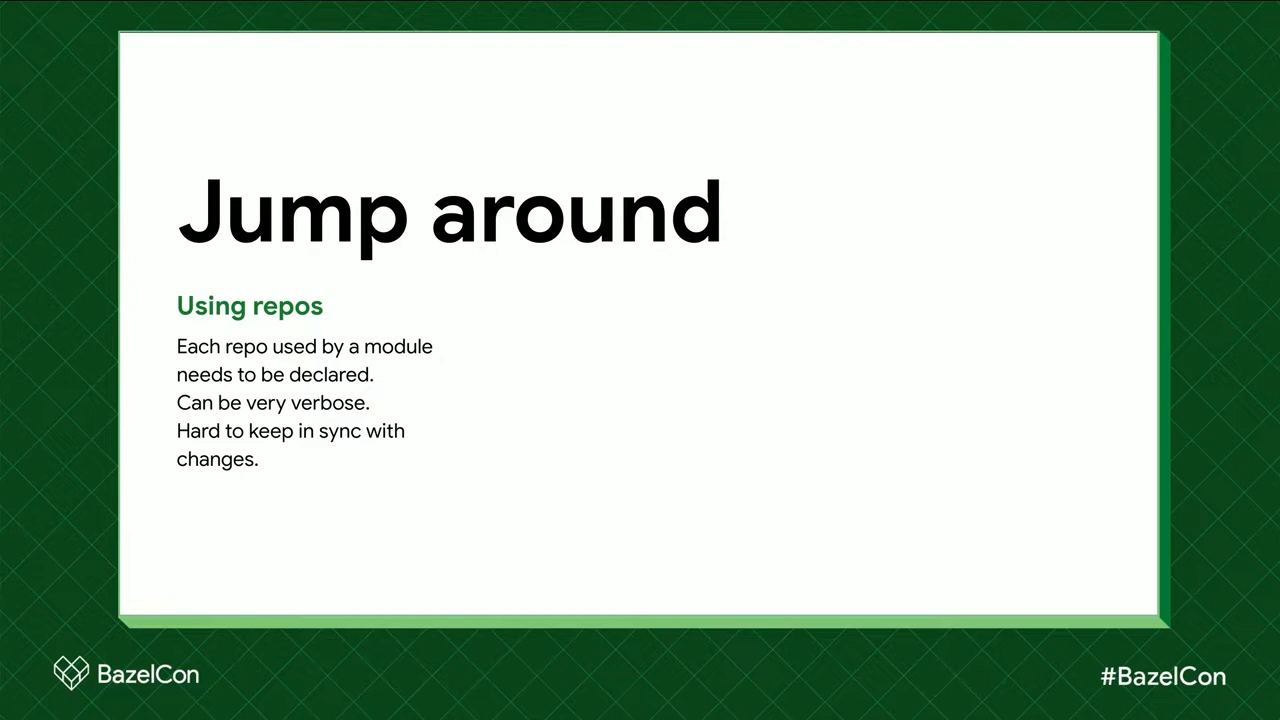 Jump around
Using repos
Each repo used by a module
needs to be declared.
Can be very verbose.
Hard to keep in sync with
changes.
BazelCon
#BazelCon